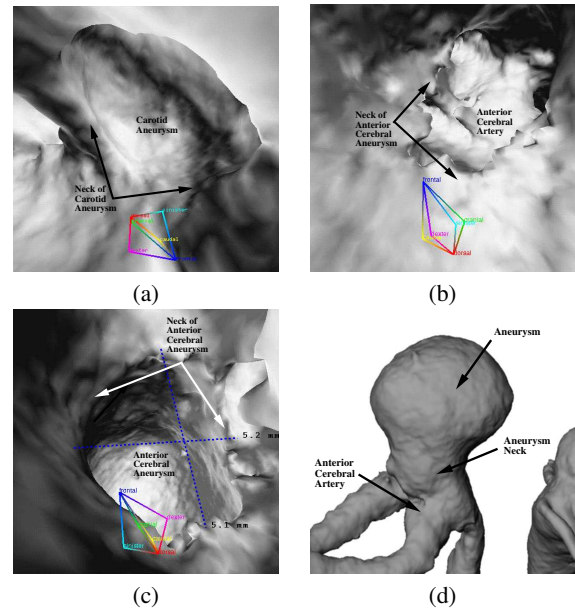 Carotid
Aneurysm
Neck of
Carotid
Aneurysm
(a)
Neck of
Anterior
Cerebral
Aneurysm
Anterior
Cerebral
Artery
frontal
dexter
dorsal
(b)
Neck of
Anterior
Cerebral
Aneurysm
5.2 mm
Anterior
Cerebral
Aneurysm
frontal
dexter
5.1 mm
(c)
Aneurysm
Aneurysm
Neck
Anterior
Cerebral
Artery
(d)